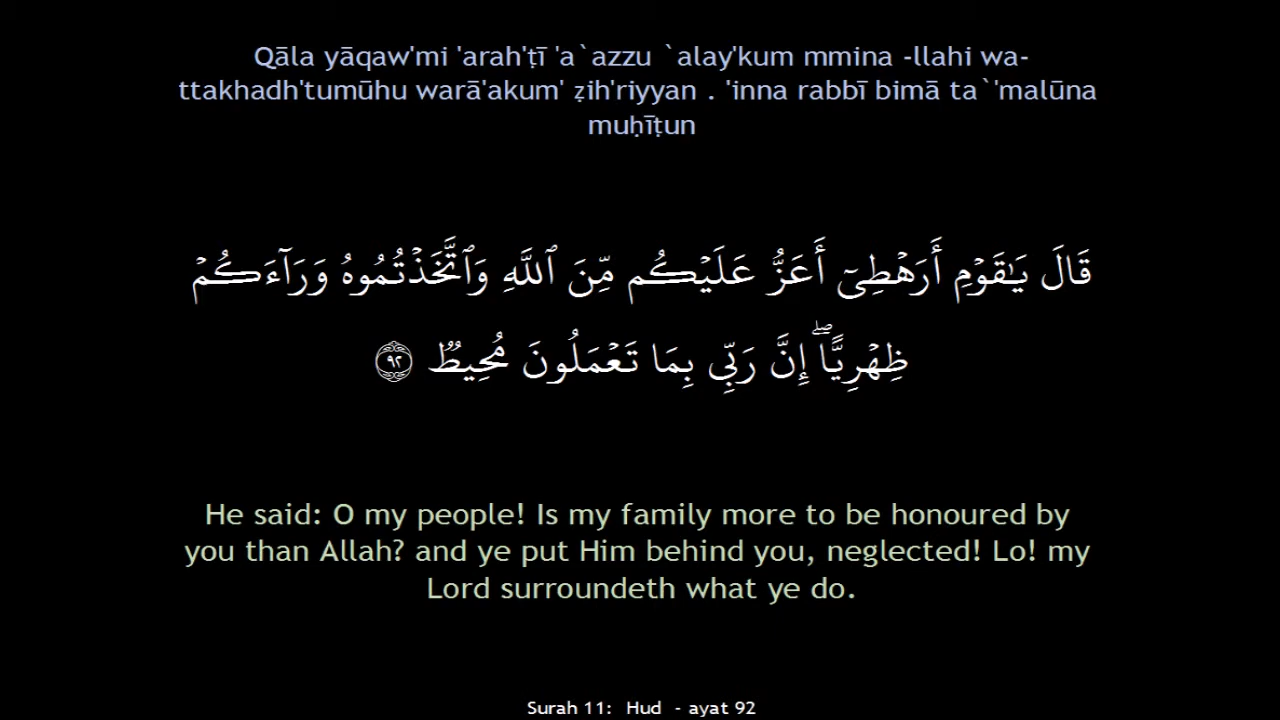 Qāla yāqaw'mi 'arah'ţī 'a`azzu `alay'kum mmina -llahi wa-
ttakhadh'tumūhu warā'akum' ẓih'riyyan . 'inna rabbī bimā ta`'malūna
muĥīţun
قَالَ يَـٰقَوْمِ أَرَهْطِىٓ أَعَزُّ عَلَيْكُم مِّنَ ٱللَّهِ وَٱتَّخَذْتُمُوهُ وَرَآءَكُمْ
ظِهْرِيًّا ۖ إِنَّ رَبِّى بِمَا تَعْمَلُونَ مُحِيطٌ ﴿٩٢﴾
He said: O my people! Is my family more to be honoured by
you than Allah? and ye put Him behind you, neglected! Lo! my
Lord surroundeth what ye do.
Surah 11: Hud - ayat 92